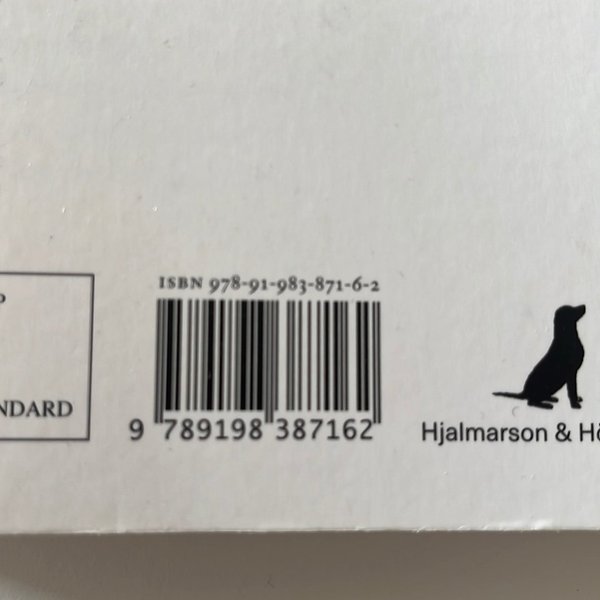 ISBN 978-91-983-871-6-2
P
NDARD
9 789198 387162
Hjalmarson & Hö